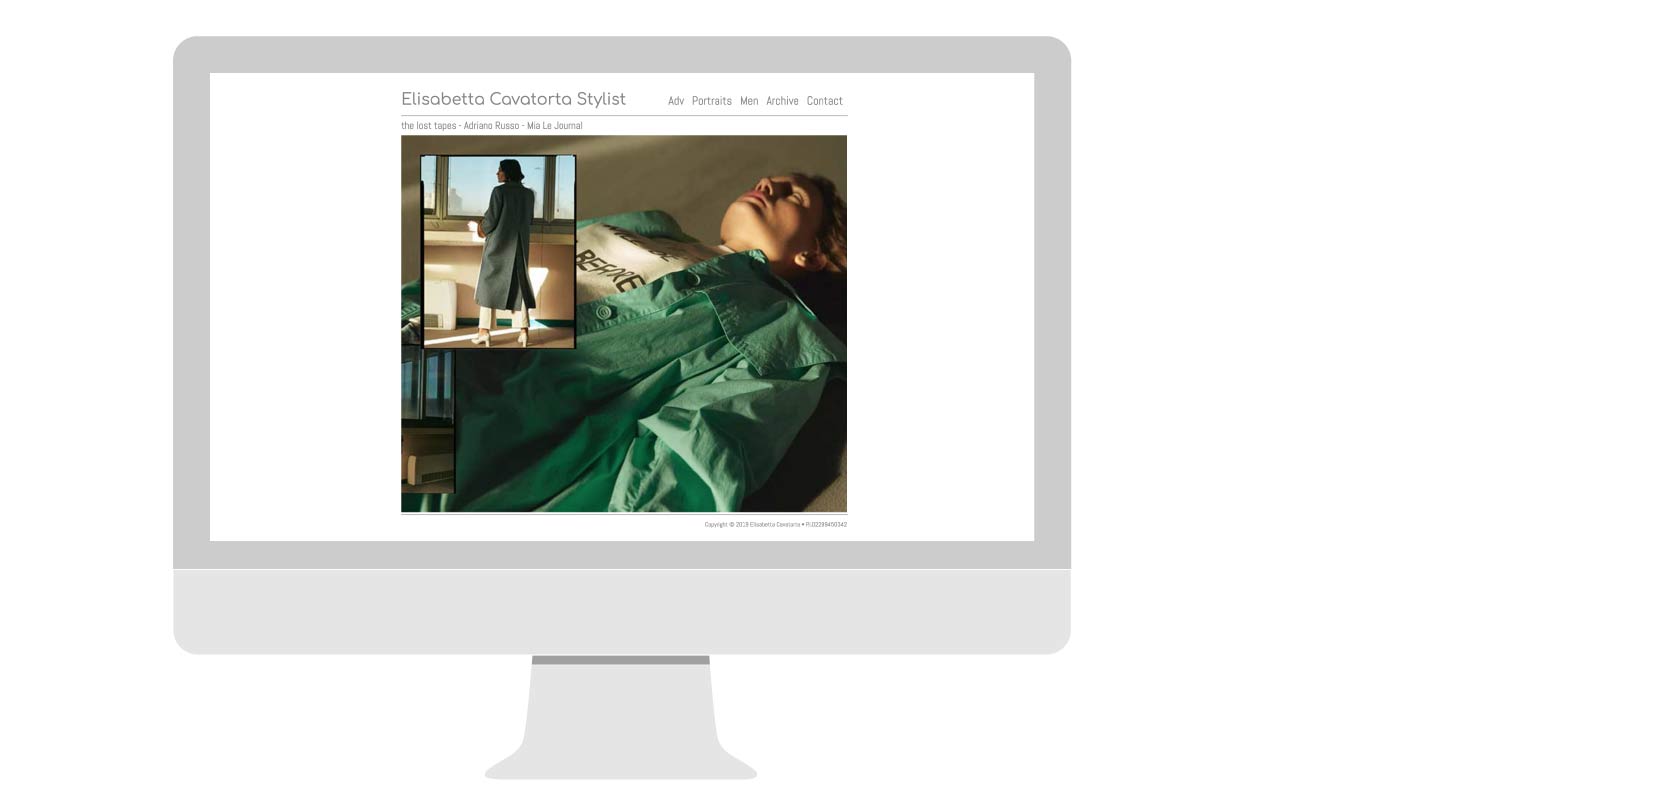 Elisabetta Cavatorta Stylist
Adv Portraits Men Archive Contact
the lost tapes - Adriano Russo - Mia Le Journal
BEFORE
Copyright © 2019 Elisabetta Cavatorta • P.I.02299450342